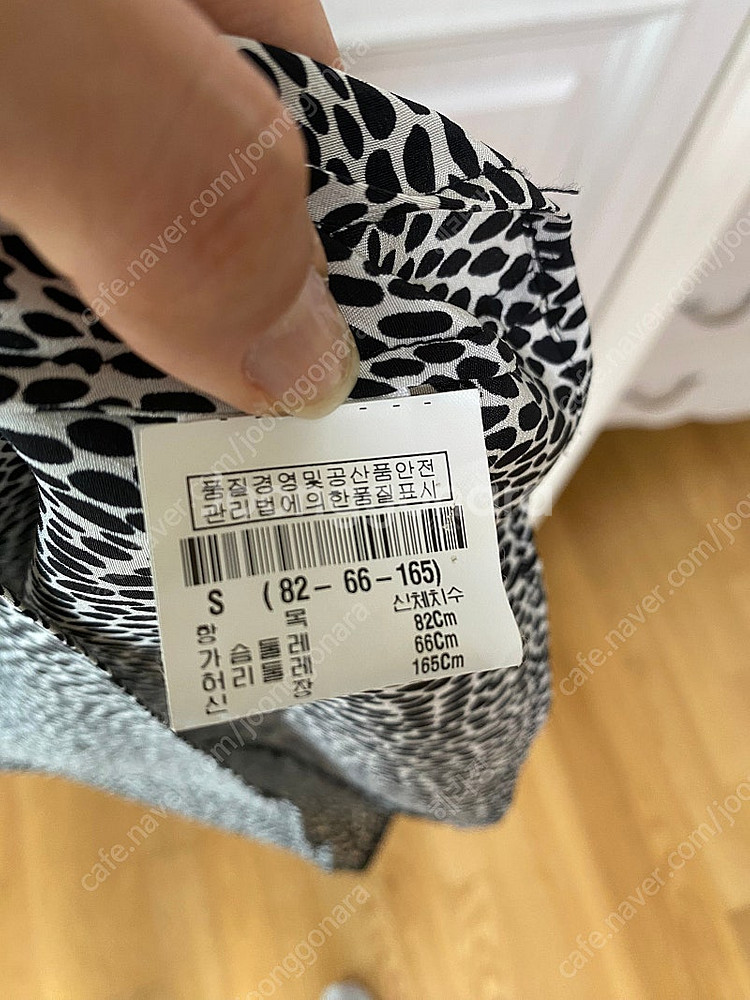 품질경영및공산품안전
관리법에의한품질표시
S (82-66-165)
항목 신체치수
가슴둘레 82Cm
허리둘레 66Cm
신장 165Cm
cafe.naver.com/joonggonara